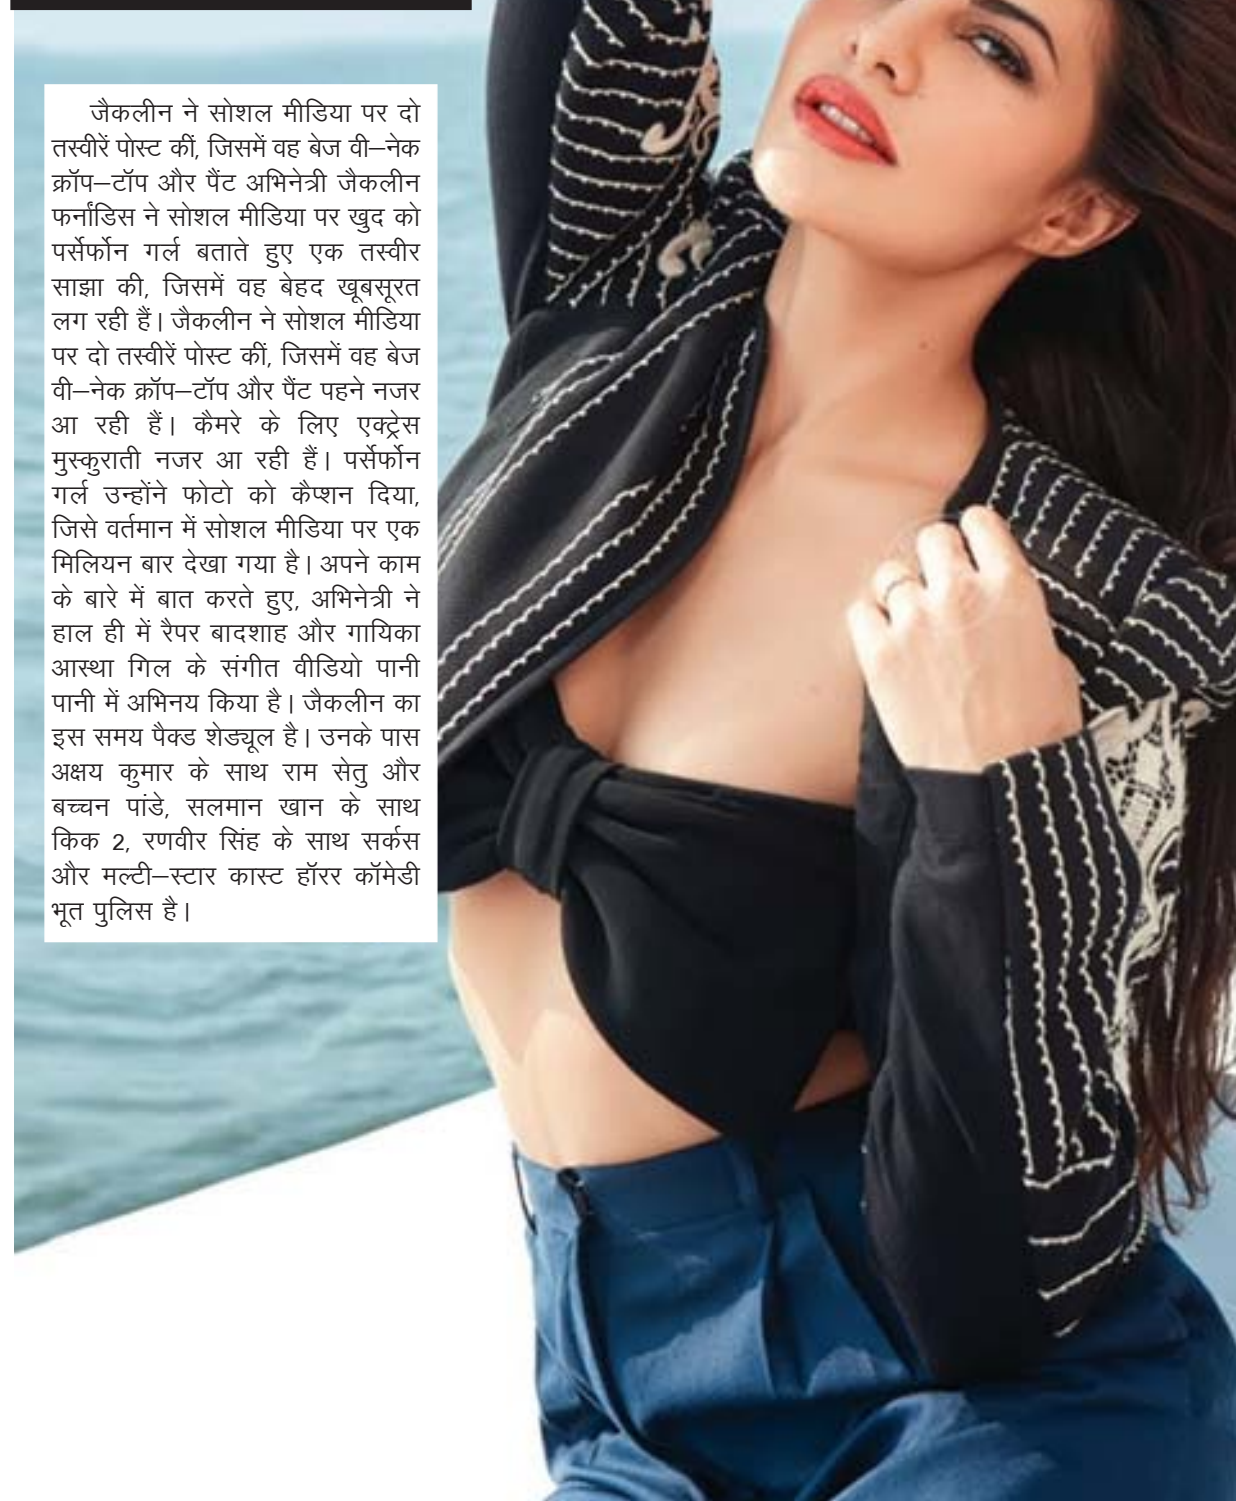 जैकलीन ने सोशल मीडिया पर दो
तस्वीरें पोस्ट कीं, जिसमें वह बेज वी–नेक
क्रॉप–टॉप और पैंट अभिनेत्री जैकलीन
फर्नांडिस ने सोशल मीडिया पर खुद को
पर्सेफोन गर्ल बताते हुए एक तस्वीर
साझा की, जिसमें वह बेहद खूबसूरत
लग रही हैं। जैकलीन ने सोशल मीडिया
पर दो तस्वीरें पोस्ट कीं, जिसमें वह बेज
वी–नेक क्रॉप–टॉप और पैंट पहने नजर
आ रही हैं। कैमरे के लिए एक्ट्रेस
मुस्कुराती नजर आ रही हैं। पर्सेफोन
गर्ल उन्होंने फोटो को कैप्शन दिया,
जिसे वर्तमान में सोशल मीडिया पर एक
मिलियन बार देखा गया है। अपने काम
के बारे में बात करते हुए, अभिनेत्री ने
हाल ही में रैपर बादशाह और गायिका
आस्था गिल के संगीत वीडियो पानी
पानी में अभिनय किया है। जैकलीन का
इस समय पैक्ड शेड्यूल है। उनके पास
अक्षय कुमार के साथ राम सेतु और
बच्चन पांडे, सलमान खान के साथ
किक 2, रणवीर सिंह के साथ सर्कस
और मल्टी–स्टार कास्ट हॉरर कॉमेडी
भूत पुलिस है।